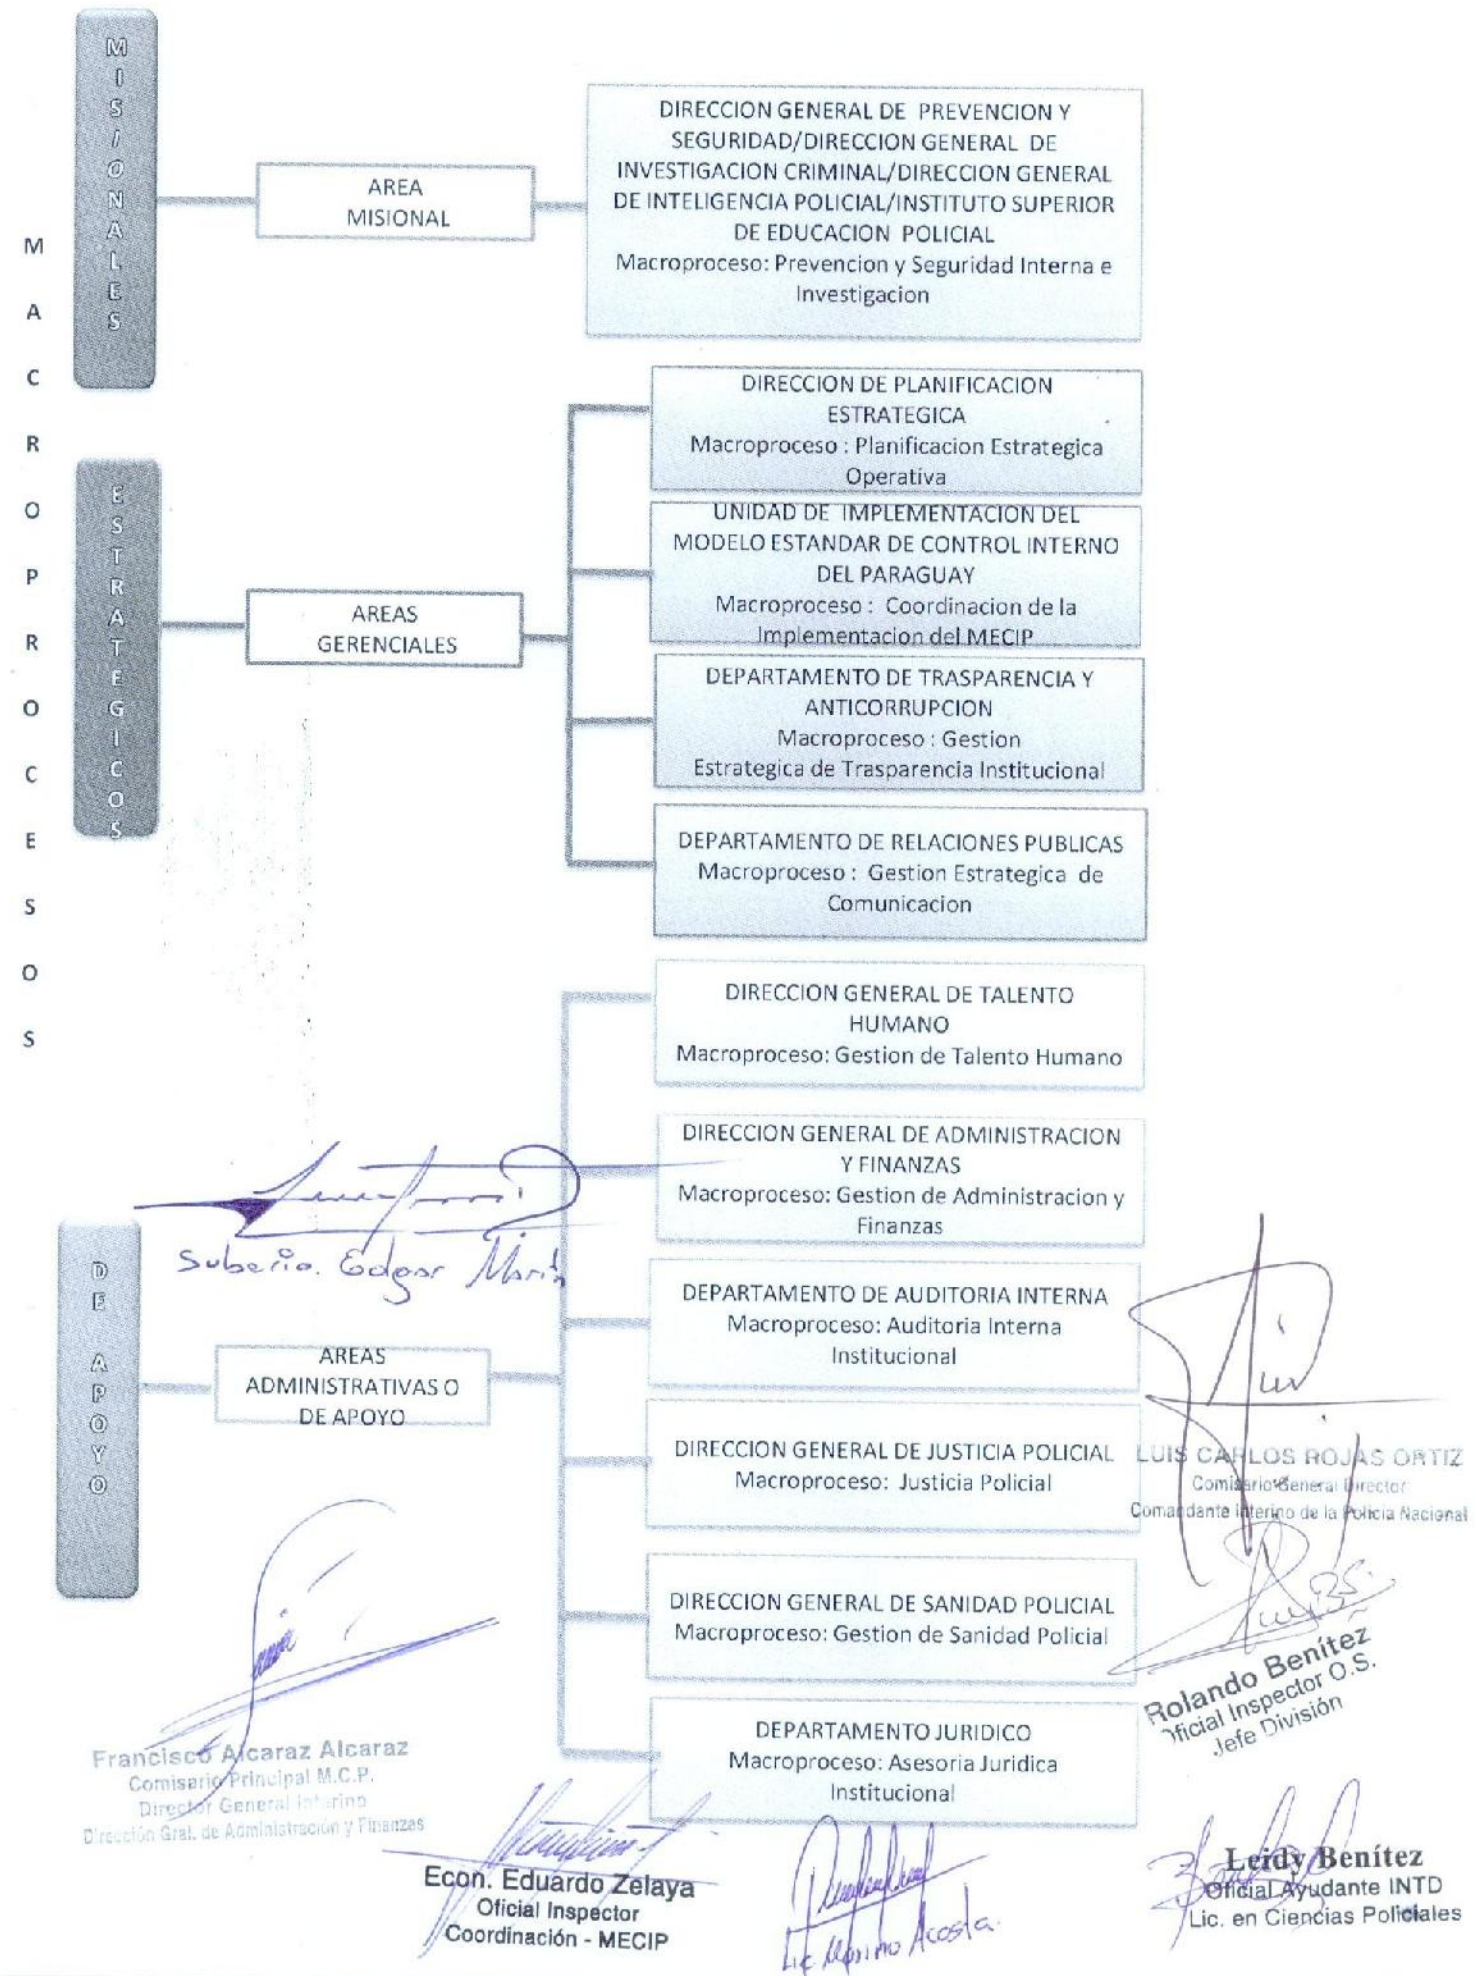 MACROPROCESOS
MISIONALES
AREA
MISIONAL
DIRECCION GENERAL DE PREVENCION Y
SEGURIDAD/DIRECCION GENERAL DE
INVESTIGACION CRIMINAL/DIRECCION GENERAL
DE INTELIGENCIA POLICIAL/INSTITUTO SUPERIOR
DE EDUCACION POLICIAL
Macroproceso: Prevencion y Seguridad Interna e
Investigacion
ESTRATEGICOS
AREAS
GERENCIALES
DIRECCION DE PLANIFICACION
ESTRATEGICA
Macroproceso : Planificacion Estrategica
Operativa
UNIDAD DE IMPLEMENTACION DEL
MODELO ESTANDAR DE CONTROL INTERNO
DEL PARAGUAY
Macroproceso : Coordinacion de la
Implementacion del MECIP
DEPARTAMENTO DE TRASPARENCIA Y
ANTICORRUPCION
Macroproceso : Gestion
Estrategica de Trasparencia Institucional
DEPARTAMENTO DE RELACIONES PUBLICAS
Macroproceso : Gestion Estrategica de
Comunicacion
DE APOYO
AREAS
ADMINISTRATIVAS O
DE APOYO
DIRECCION GENERAL DE TALENTO
HUMANO
Macroproceso: Gestion de Talento Humano
DIRECCION GENERAL DE ADMINISTRACION
Y FINANZAS
Macroproceso: Gestion de Administracion y
Finanzas
DEPARTAMENTO DE AUDITORIA INTERNA
Macroproceso: Auditoria Interna
Institucional
DIRECCION GENERAL DE JUSTICIA POLICIAL
Macroproceso: Justicia Policial
DIRECCION GENERAL DE SANIDAD POLICIAL
Macroproceso: Gestion de Sanidad Policial
DEPARTAMENTO JURIDICO
Macroproceso: Asesoria Juridica
Institucional
Edgar
LUIS CARLOS ROJAS ORTIZ
Comisario General Director
Comandante Interino de la Policia Nacional
Rolando Benítez
Oficial Inspector O.S.
Jefe División
Francisco Alcaraz Alcaraz
Comisario Principal M.C.P.
Director General Interino
Dirección Gral. de Administración y Finanzas
Econ. Eduardo Zelaya
Oficial Inspector
Coordinación - MECIP
Lic Acosta
Leidy Benítez
Oficial Ayudante INTD
Lic. en Ciencias Policiales